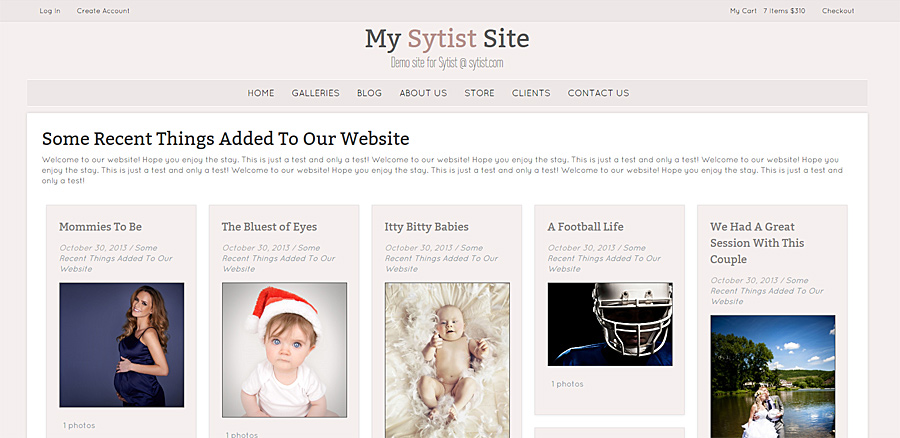 Log In Create Account My Cart 7 Items $310 Checkout
My Sytist Site
Demo site for Sytist @ sytist.com
HOME GALLERIES BLOG ABOUT US STORE CLIENTS CONTACT US
Some Recent Things Added To Our Website
Welcome to our website! Hope you enjoy the stay. This is just a test and only a test! Welcome to our website! Hope you enjoy the stay. This is just a test and only a test! Welcome to our website! Hope you
enjoy the stay. This is just a test and only a test! Welcome to our website! Hope you enjoy the stay. This is just a test and only a test! Welcome to our website! Hope you enjoy the stay. This is just a test and
only a test!
Mommies To Be
October 30, 2013 / Some
Recent Things Added To Our
Website
1 photos
The Bluest of Eyes
October 30, 2013 / Some
Recent Things Added To Our
Website
1 photos
Itty Bitty Babies
October 30, 2013 / Some
Recent Things Added To Our
Website
A Football Life
October 30, 2013 / Some
Recent Things Added To Our
Website
1 photos
We Had A Great
Session With This
Couple
October 30, 2013 / Some
Recent Things Added To Our
Website